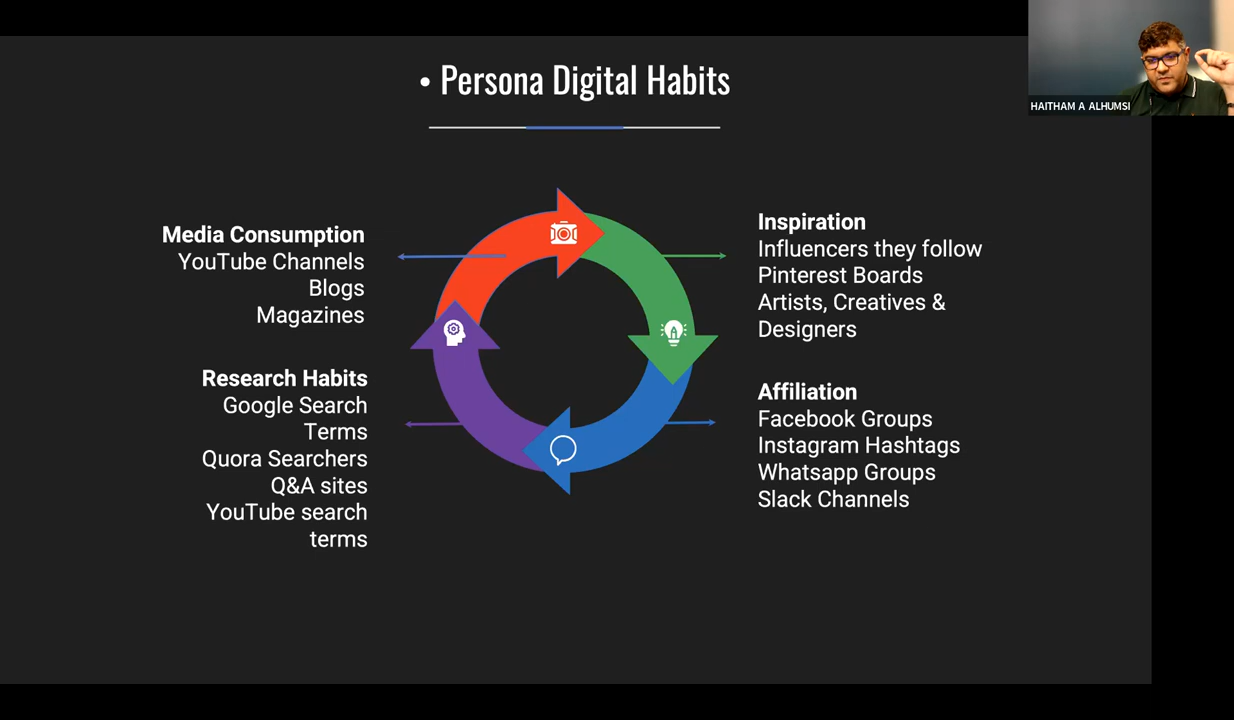 • Persona Digital Habits
HAITHAM A ALHUMSI
Media Consumption
YouTube Channels
Blogs
Magazines
Research Habits
Google Search
Terms
Quora Searchers
Q&A sites
YouTube search
terms
Inspiration
Influencers they follow
Pinterest Boards
Artists, Creatives &
Designers
Affiliation
Facebook Groups
Instagram Hashtags
Whatsapp Groups
Slack Channels